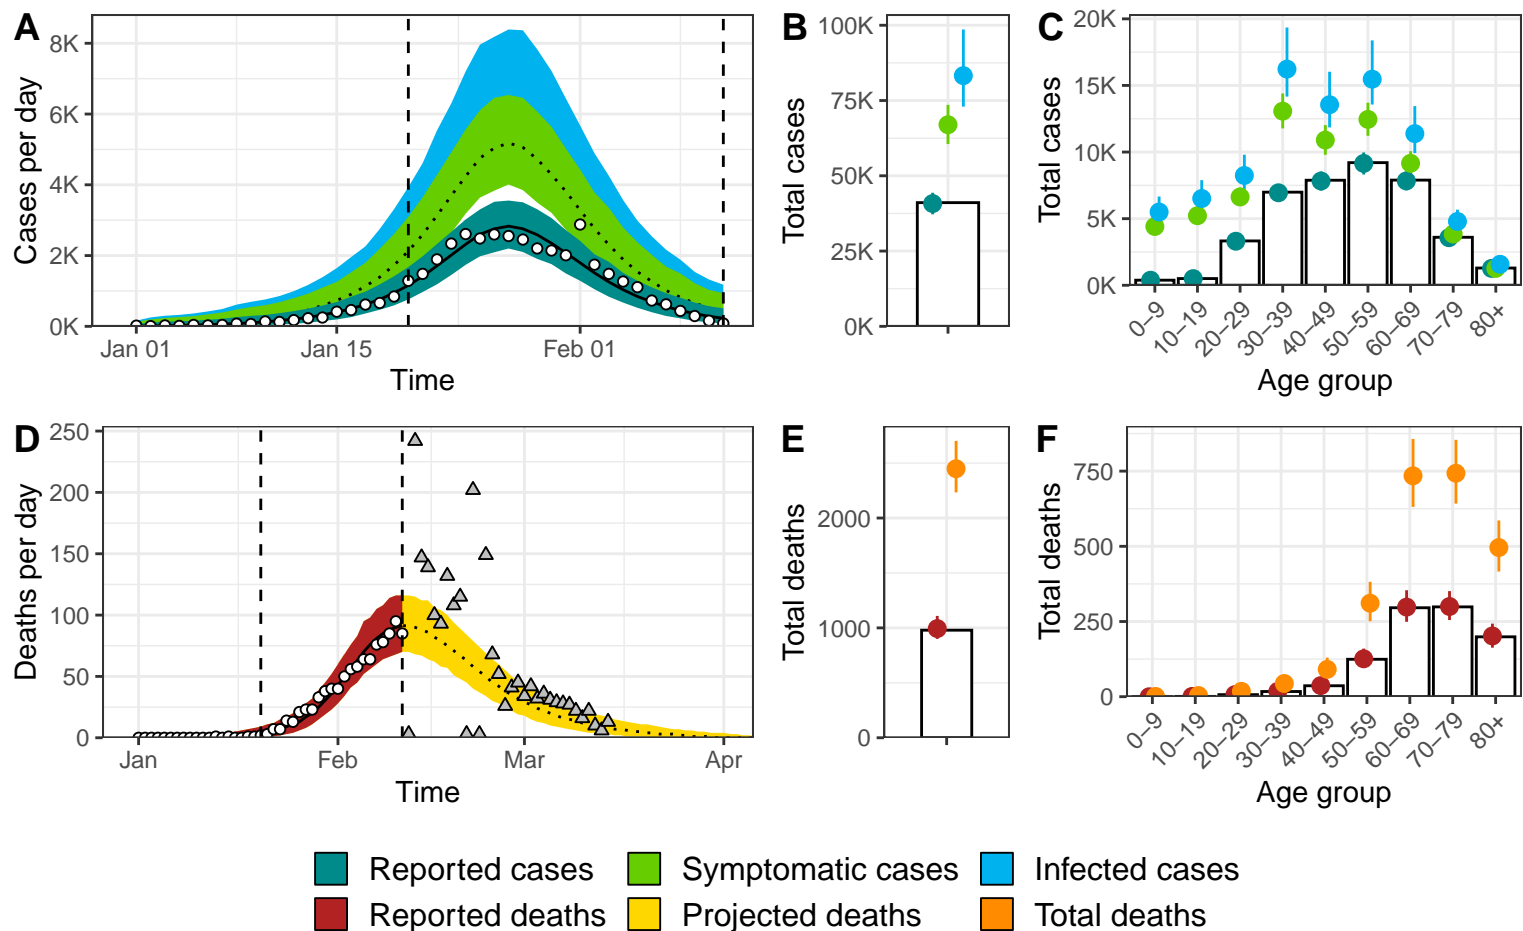 A
8K
6K
4K
2K
0K
Cases per day
Jan 01
Jan 15
Feb 01
Time
B
100K
75K
50K
25K
0K
Total cases
C
20K
15K
10K
5K
0K
Total cases
0–9
10–19
20–29
30–39
40–49
50–59
60–69
70–79
80+
Age group
D
250
200
150
100
50
0
Deaths per day
Jan
Feb
Mar
Apr
Time
E
2000
1000
0
Total deaths
F
750
500
250
0
Total deaths
0–9
10–19
20–29
30–39
40–49
50–59
60–69
70–79
80+
Age group
Reported cases
Symptomatic cases
Infected cases
Reported deaths
Projected deaths
Total deaths